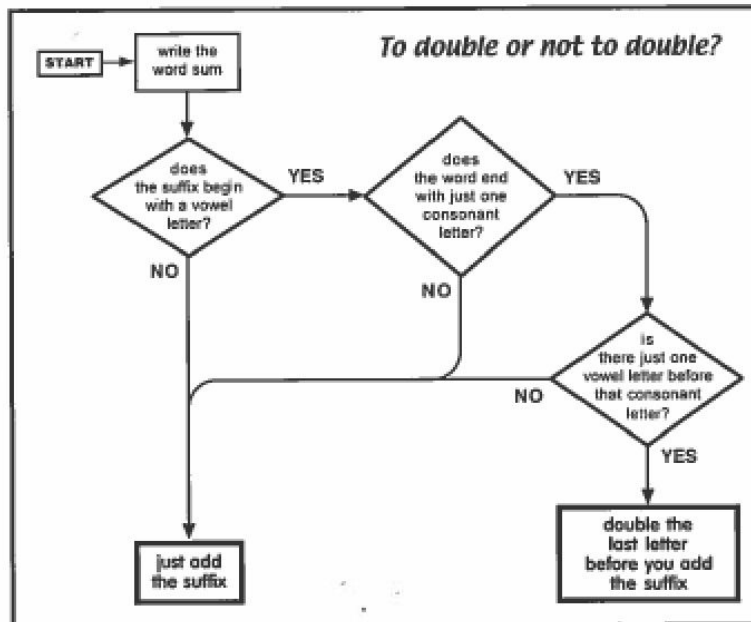 To double or not to double?
START
write the
word sum
does
the suffix begin
with a vowel
letter?
YES
does
the word end
with just one
consonant
letter?
YES
NO
NO
is
there just one
vowel letter before
that consonant
letter?
NO
YES
just add
the suffix
double the
last letter
before you add
the suffix